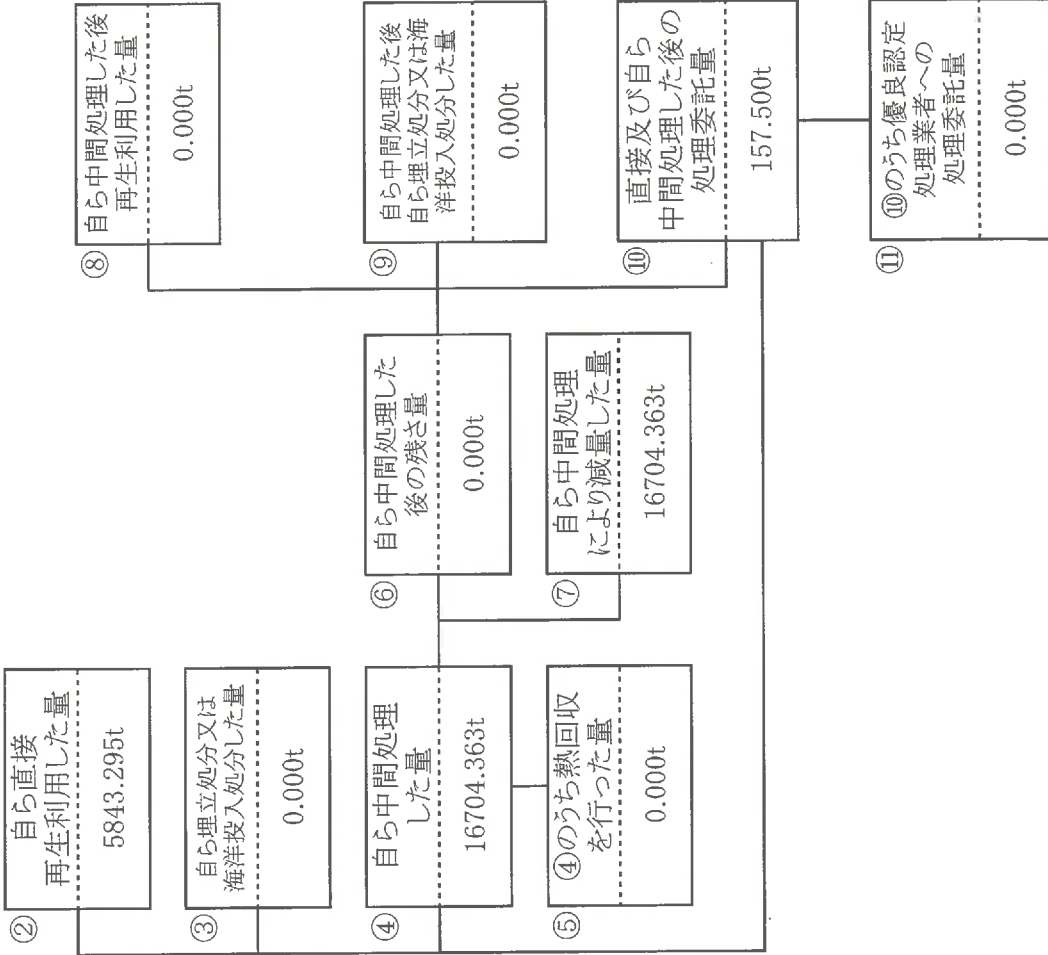 ②
自ら直接
再生利用した量
5843.295t
③
自ら埋立処分又は
海洋投入処分した量
0.000t
④
自ら中間処理
した量
16704.363t
⑤
④のうち熱回収
を行った量
0.000t
⑥
自ら中間処理した
後の残さ量
0.000t
⑦
自ら中間処理
により減量した量
16704.363t
⑧
自ら中間処理した後
再生利用した量
0.000t
⑨
自ら中間処理した後
自ら埋立処分又は海
洋投入処分した量
0.000t
⑩
直接及び自ら
中間処理した後の
処理委託量
157.500t
⑪
⑩のうち優良認定
処理業者への
処理委託量
0.000t